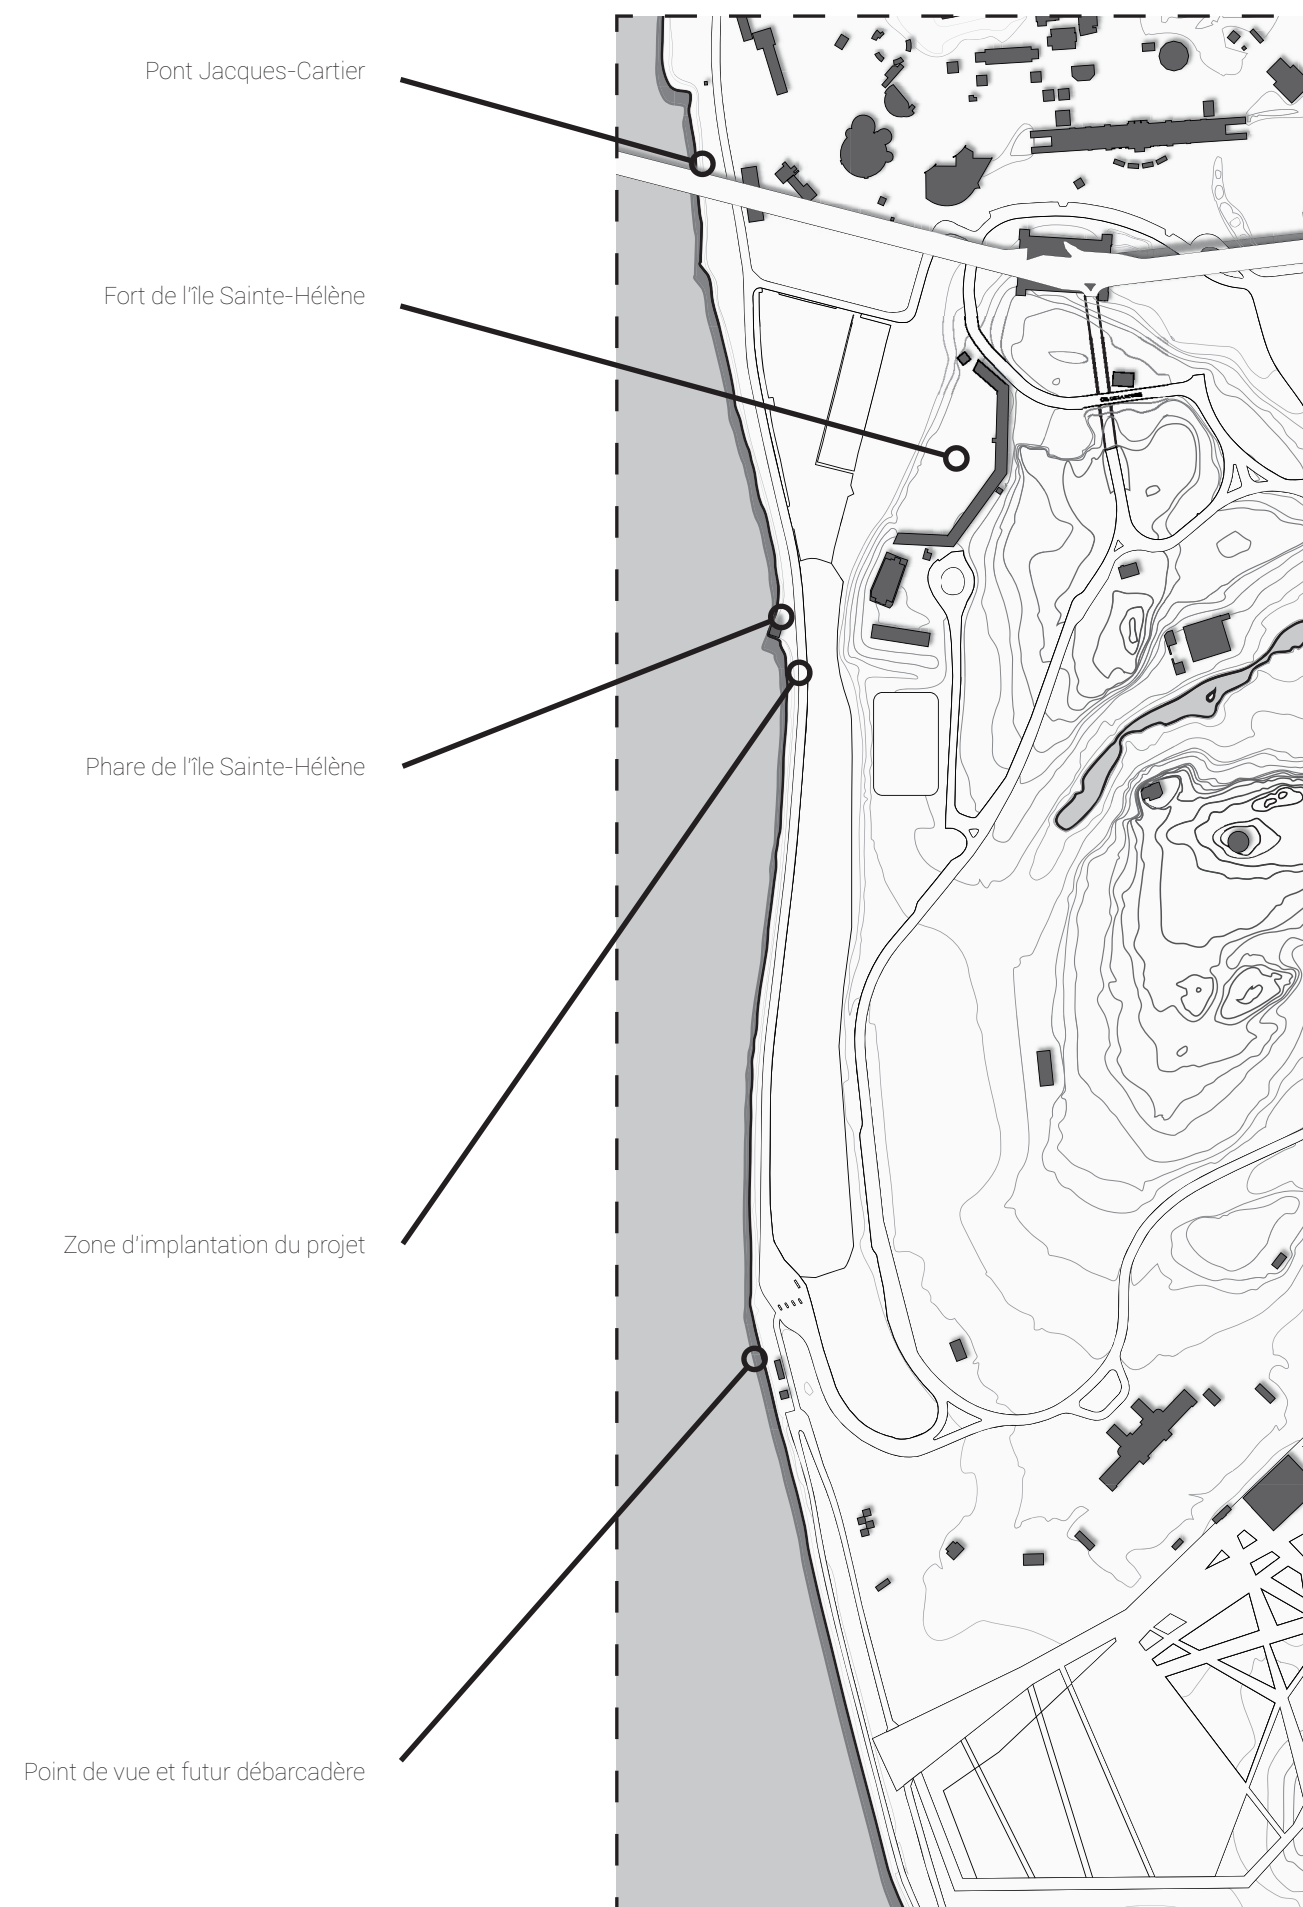 Pont Jacques-Cartier
Fort de l'île Sainte-Hélène
Phare de l'île Sainte-Hélène
Zone d'implantation du projet
Point de vue et futur débarcadère